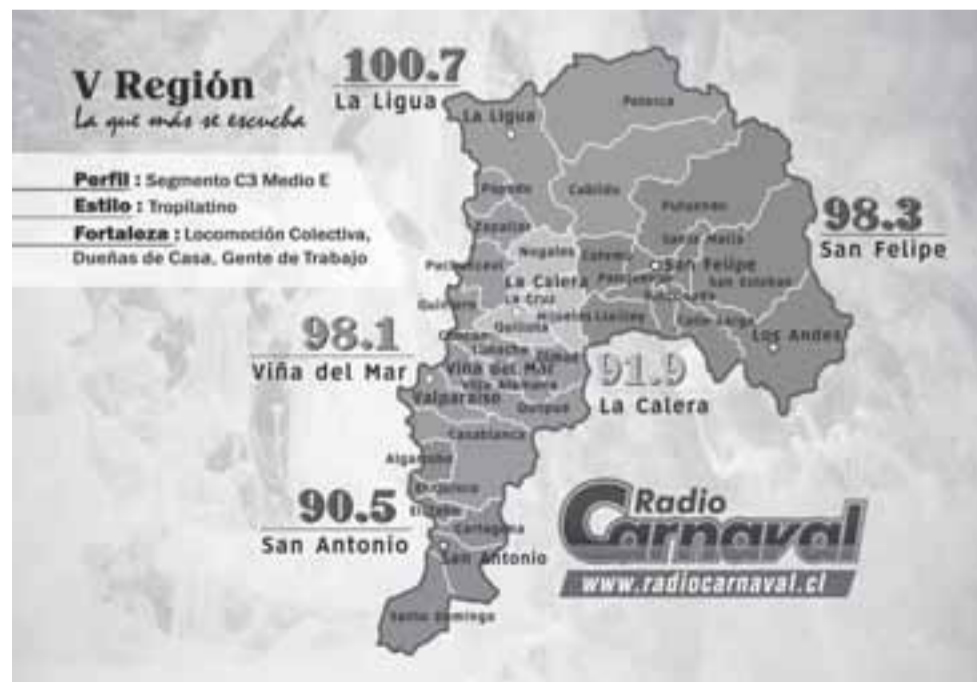 V Región
La que más se escucha
Perfil : Segmento C3 Medio E
Estilo : Tropilatino
Fortaleza : Locomoción Colectiva,
Dueñas de Casa, Gente de Trabajo
100.7
La Ligua
98.3
San Felipe
98.1
Viña del Mar
91.9
La Calera
90.5
San Antonio
La Ligua
Petorca
Papudo
Cabildo
Zapallar
Putaendo
Santa María
Nogales
Catemu
San Felipe
San Esteban
La Calera
Panquehue
La Cruz
Quintero
Hijuelas
Llaillay
Calle Larga
Quillota
Los Andes
Limache
Olmué
Viña del Mar
Villa Alemana
Valparaíso
Quilpué
Casablanca
Algarrobo
El Quisco
El Tabo
Cartagena
San Antonio
Santo Domingo
Radio
Carnaval
www.radiocarnaval.cl